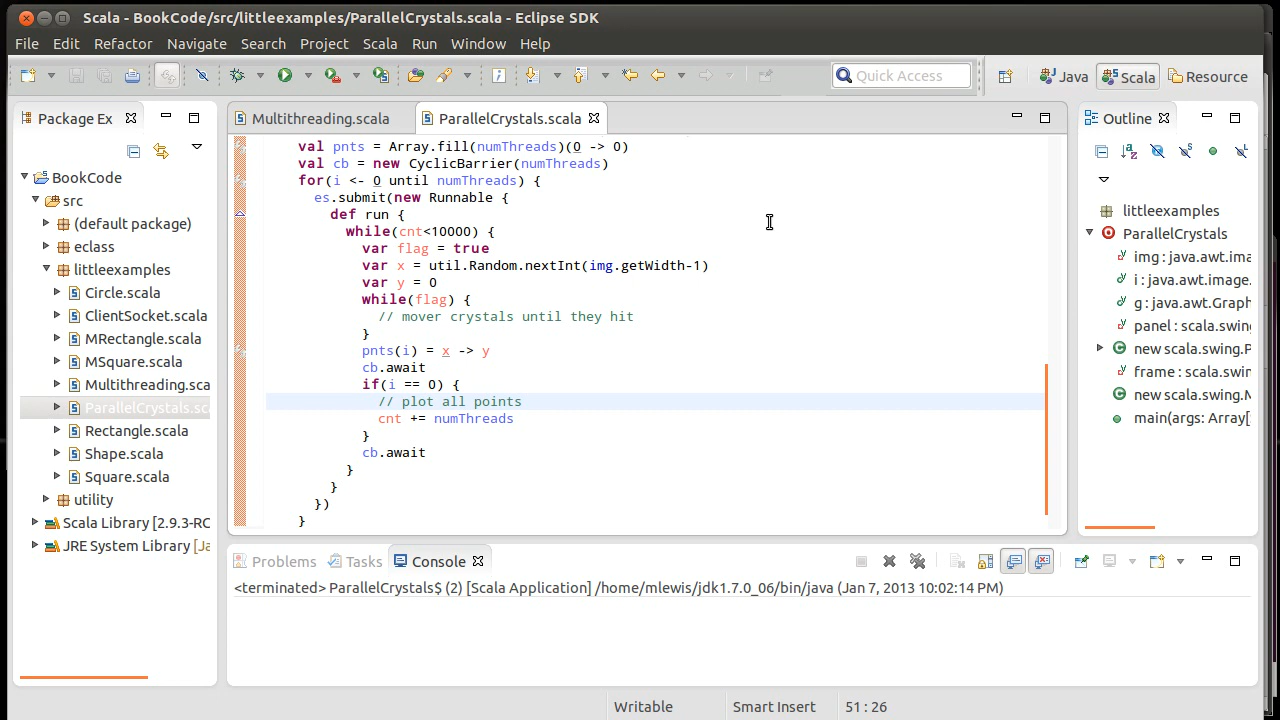 Scala - BookCode/src/littleexamples/ParallelCrystals.scala - Eclipse SDK
File Edit Refactor Navigate Search Project Scala Run Window Help
Quick Access
Java
Scala
Resource
Package Ex
BookCode
src
(default package)
eclass
littleexamples
Circle.scala
ClientSocket.scala
MRectangle.scala
MSquare.scala
Multithreading.sca
ParallelCrystals.sc
Rectangle.scala
Shape.scala
Square.scala
utility
Scala Library [2.9.3-RC
JRE System Library [Ja
Multithreading.scala
ParallelCrystals.scala
val pnts = Array.fill(numThreads)(0 -> 0)
val cb = new CyclicBarrier(numThreads)
for(i <- 0 until numThreads) {
es.submit(new Runnable {
def run {
while(cnt<10000) {
var flag = true
var x = util.Random.nextInt(img.getWidth-1)
var y = 0
while(flag) {
// mover crystals until they hit
}
pnts(i) = x -> y
cb.await
if(i == 0) {
// plot all points
cnt += numThreads
}
cb.await
}
}
})
}
Outline
littleexamples
ParallelCrystals
img : java.awt.ima
i : java.awt.image.
g : java.awt.Graph
panel : scala.swing
new scala.swing.P
frame : scala.swin
new scala.swing.M
main(args: Array[
Problems
Tasks
Console
<terminated> ParallelCrystals$ (2) [Scala Application] /home/mlewis/jdk1.7.0_06/bin/java (Jan 7, 2013 10:02:14 PM)
Writable
Smart Insert
51 : 26